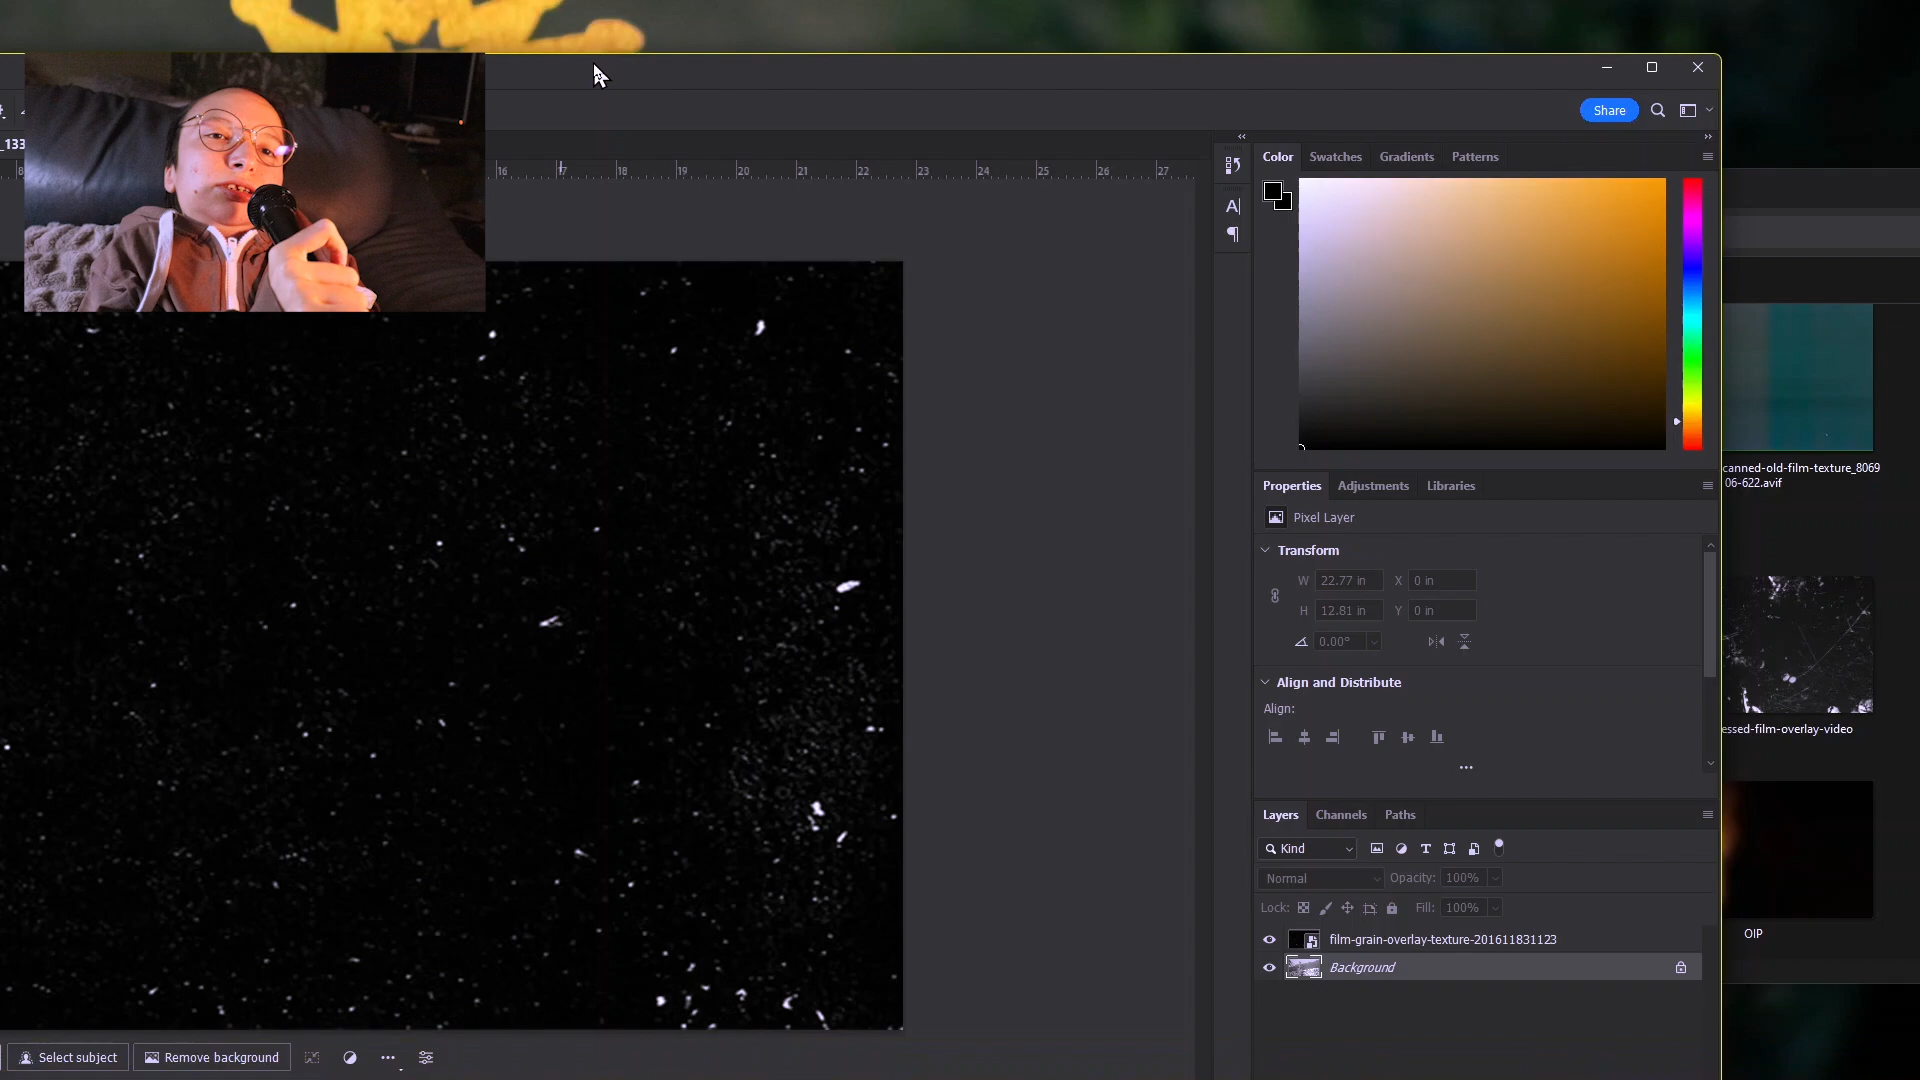 Share
_133
8
16 17 18 19 20 21 22 23 24 25 26 27
Color Swatches Gradients Patterns
A|
Properties Adjustments Libraries
Pixel Layer
Transform
W 22.77 in X 0 in
H 12.81 in Y 0 in
0.00°
Align and Distribute
Align:
Layers Channels Paths
Kind
T
Normal Opacity: 100%
Lock: Fill: 100%
film-grain-overlay-texture-201611831123
Background
canned-old-film-texture_8069
06-622.avif
essed-film-overlay-video
OIP
Select subject Remove background